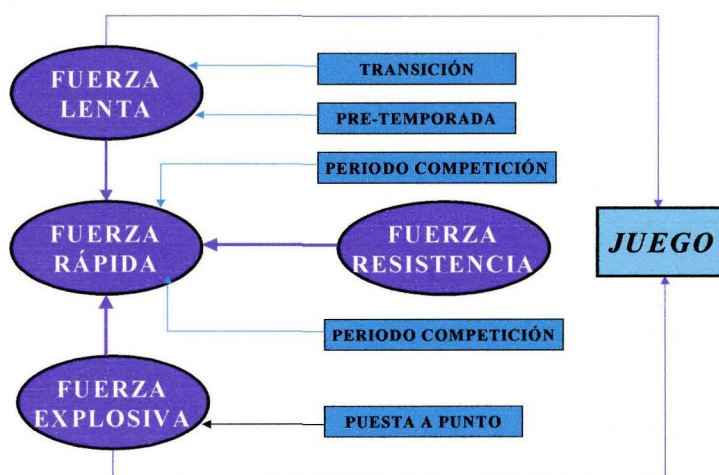 FUERZA
LENTA
TRANSICIÓN
PRE-TEMPORADA
PERIODO COMPETICIÓN
FUERZA
RÁPIDA
FUERZA
RESISTENCIA
JUEGO
PERIODO COMPETICIÓN
FUERZA
EXPLOSIVA
PUESTA A PUNTO